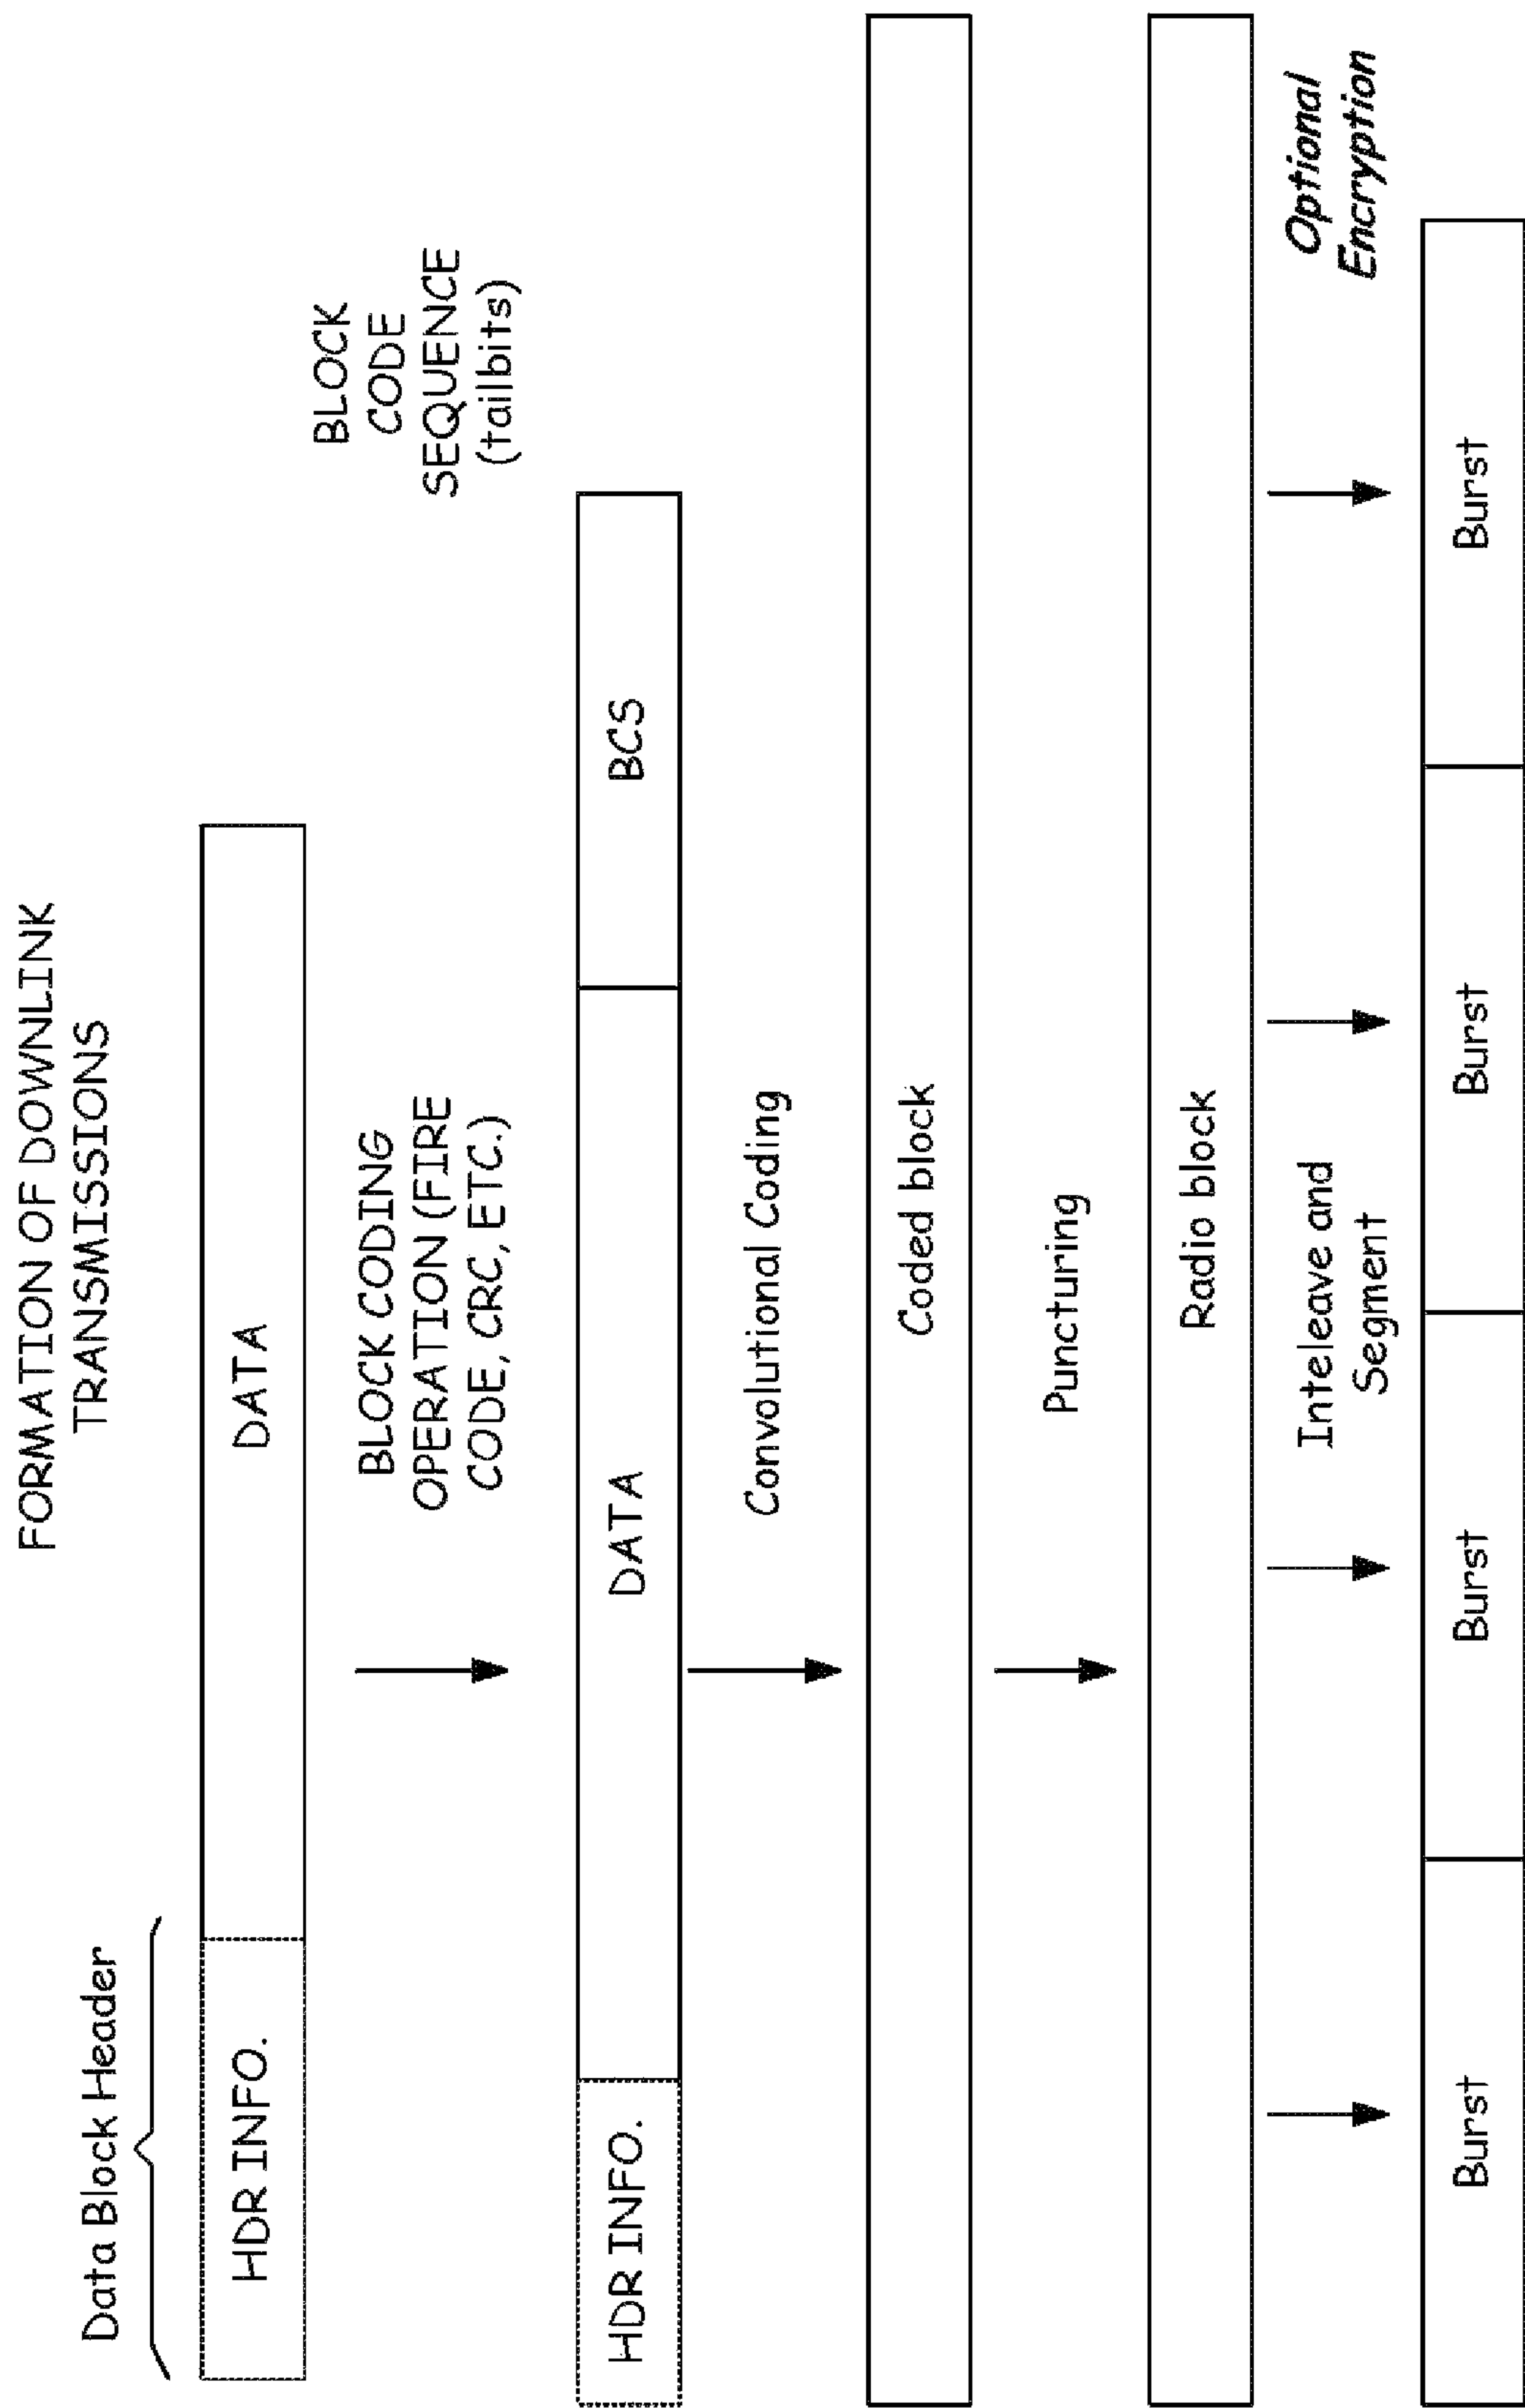 FORMATION OF DOWNLINK
TRANSMISSIONS
Data Block Header
HDR INFO.
DATA
BLOCK CODING
OPERATION (FIRE
CODE, CRC, ETC.)
BLOCK
CODE
SEQUENCE
(tailbits)
HDR INFO.
DATA
BCS
Convolutional Coding
Coded block
Puncturing
Radio block
Inteleave and
Segment
Optional
Encryption
Burst
Burst
Burst
Burst